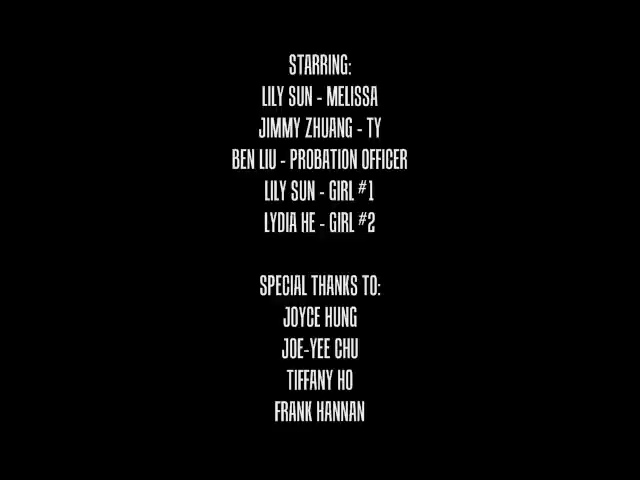 STARRING:
LILY SUN - MELISSA
JIMMY ZHUANG - TY
BEN LIU - PROBATION OFFICER
LILY SUN - GIRL #1
LYDIA HE - GIRL #2
SPECIAL THANKS TO:
JOYCE HUNG
JOE-YEE CHU
TIFFANY HO
FRANK HANNAN